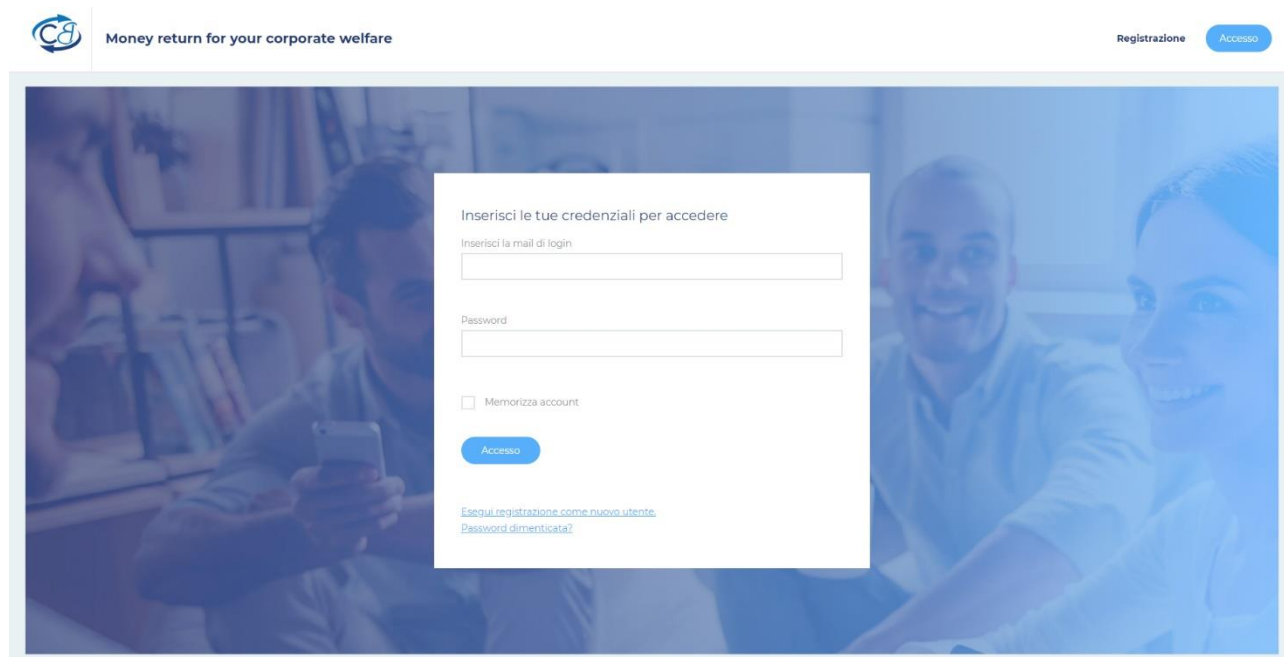 CB
Money return for your corporate welfare
Registrazione
Accesso
Inserisci le tue credenziali per accedere
Inserisci la mail di login
Password
Memorizza account
Accesso
Esegui registrazione come nuovo utente.
Password dimenticata?